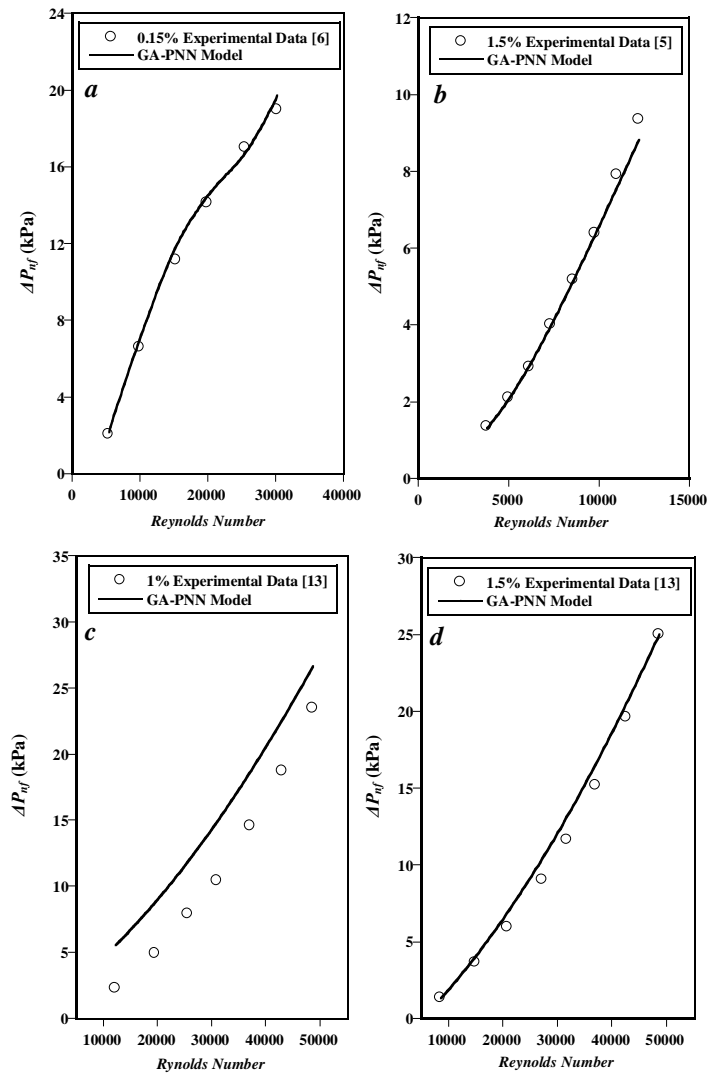 24
20
16
12
8
4
0
0 10000 20000 30000 40000
ΔPnf (kPa)
Reynolds Number
0.15% Experimental Data [6]
GA-PNN Model
a
12
10
8
6
4
2
0
0 5000 10000 15000
ΔPnf (kPa)
Reynolds Number
1.5% Experimental Data [5]
GA-PNN Model
b
35
30
25
20
15
10
5
0
10000 20000 30000 40000 50000
ΔPnf (kPa)
Rynolds Number
1% Experimental Data [13]
GA-PNN Model
c
30
25
20
15
10
5
0
10000 20000 30000 40000 50000
ΔPnf (kPa)
Reynolds Number
1.5% Experimental Data [13]
GA-PNN Model
d